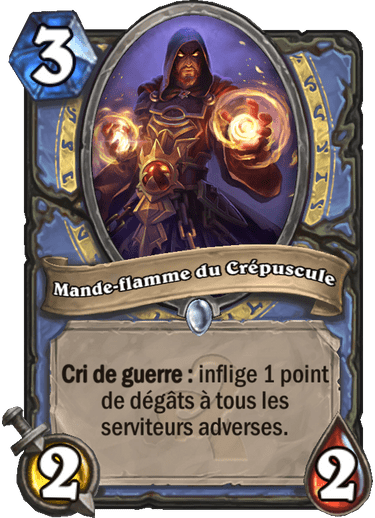 3
Mande-flamme du Crépuscule
Cri de guerre : inflige 1 point
de dégâts à tous les
serviteurs adverses.
2
2